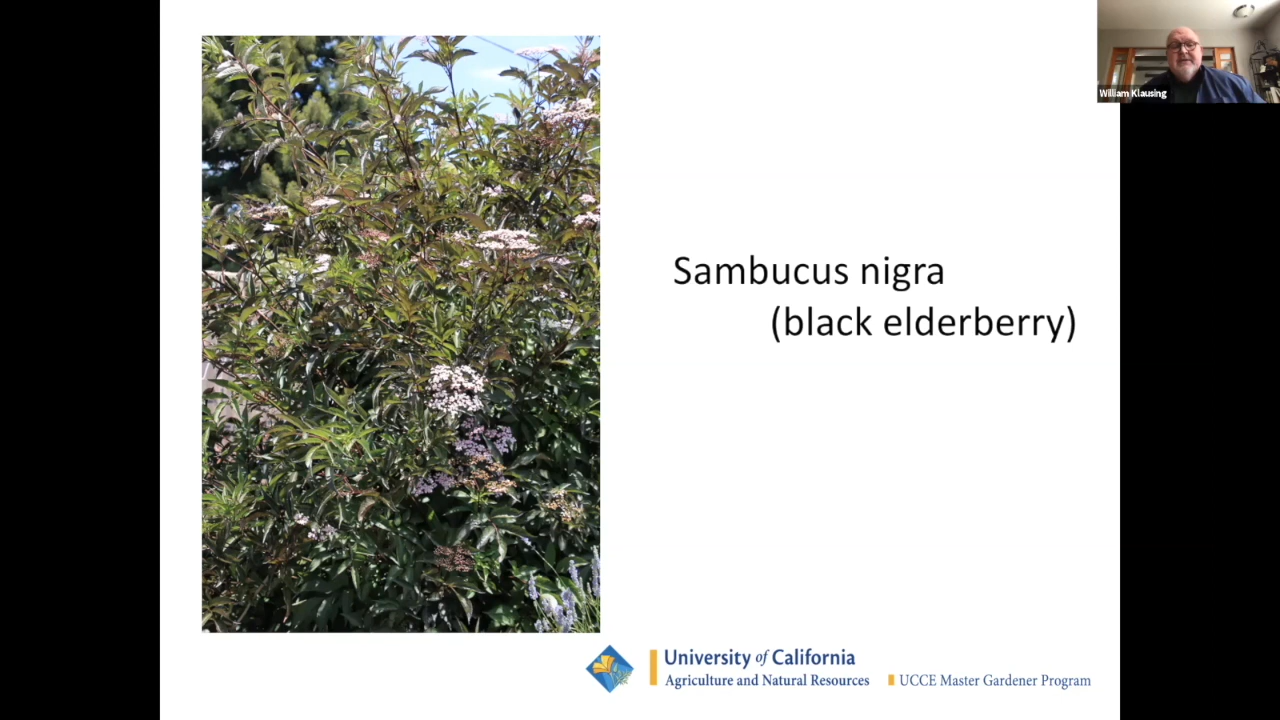 William Klausing
Sambucus nigra
(black elderberry)
University of California
Agriculture and Natural Resources
UCCE Master Gardener Program